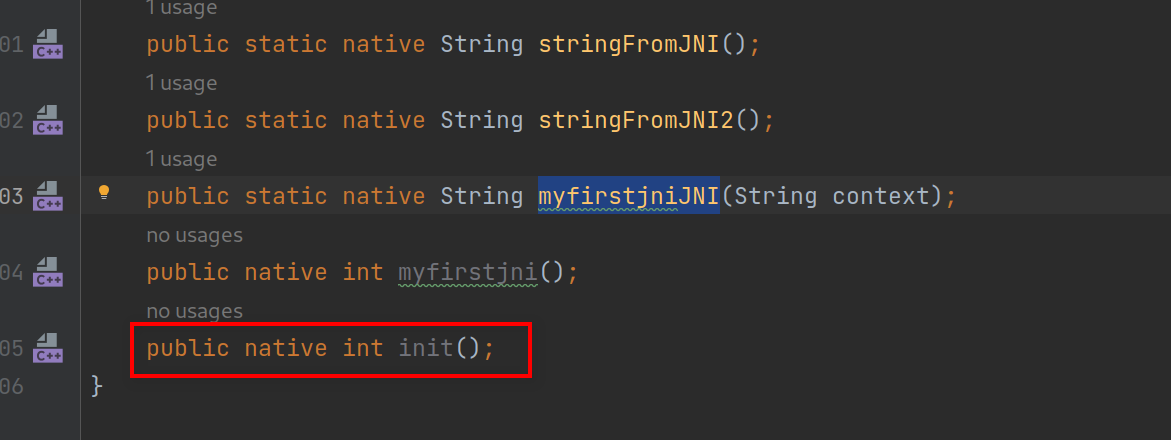 1 usage
01 C++ public static native String stringFromJNI();
1 usage
02 C++ public static native String stringFromJNI2();
1 usage
03 C++ public static native String myfirstjniJNI(String context);
no usages
04 C++ public native int myfirstjni();
no usages
05 C++ public native int init();
06 }